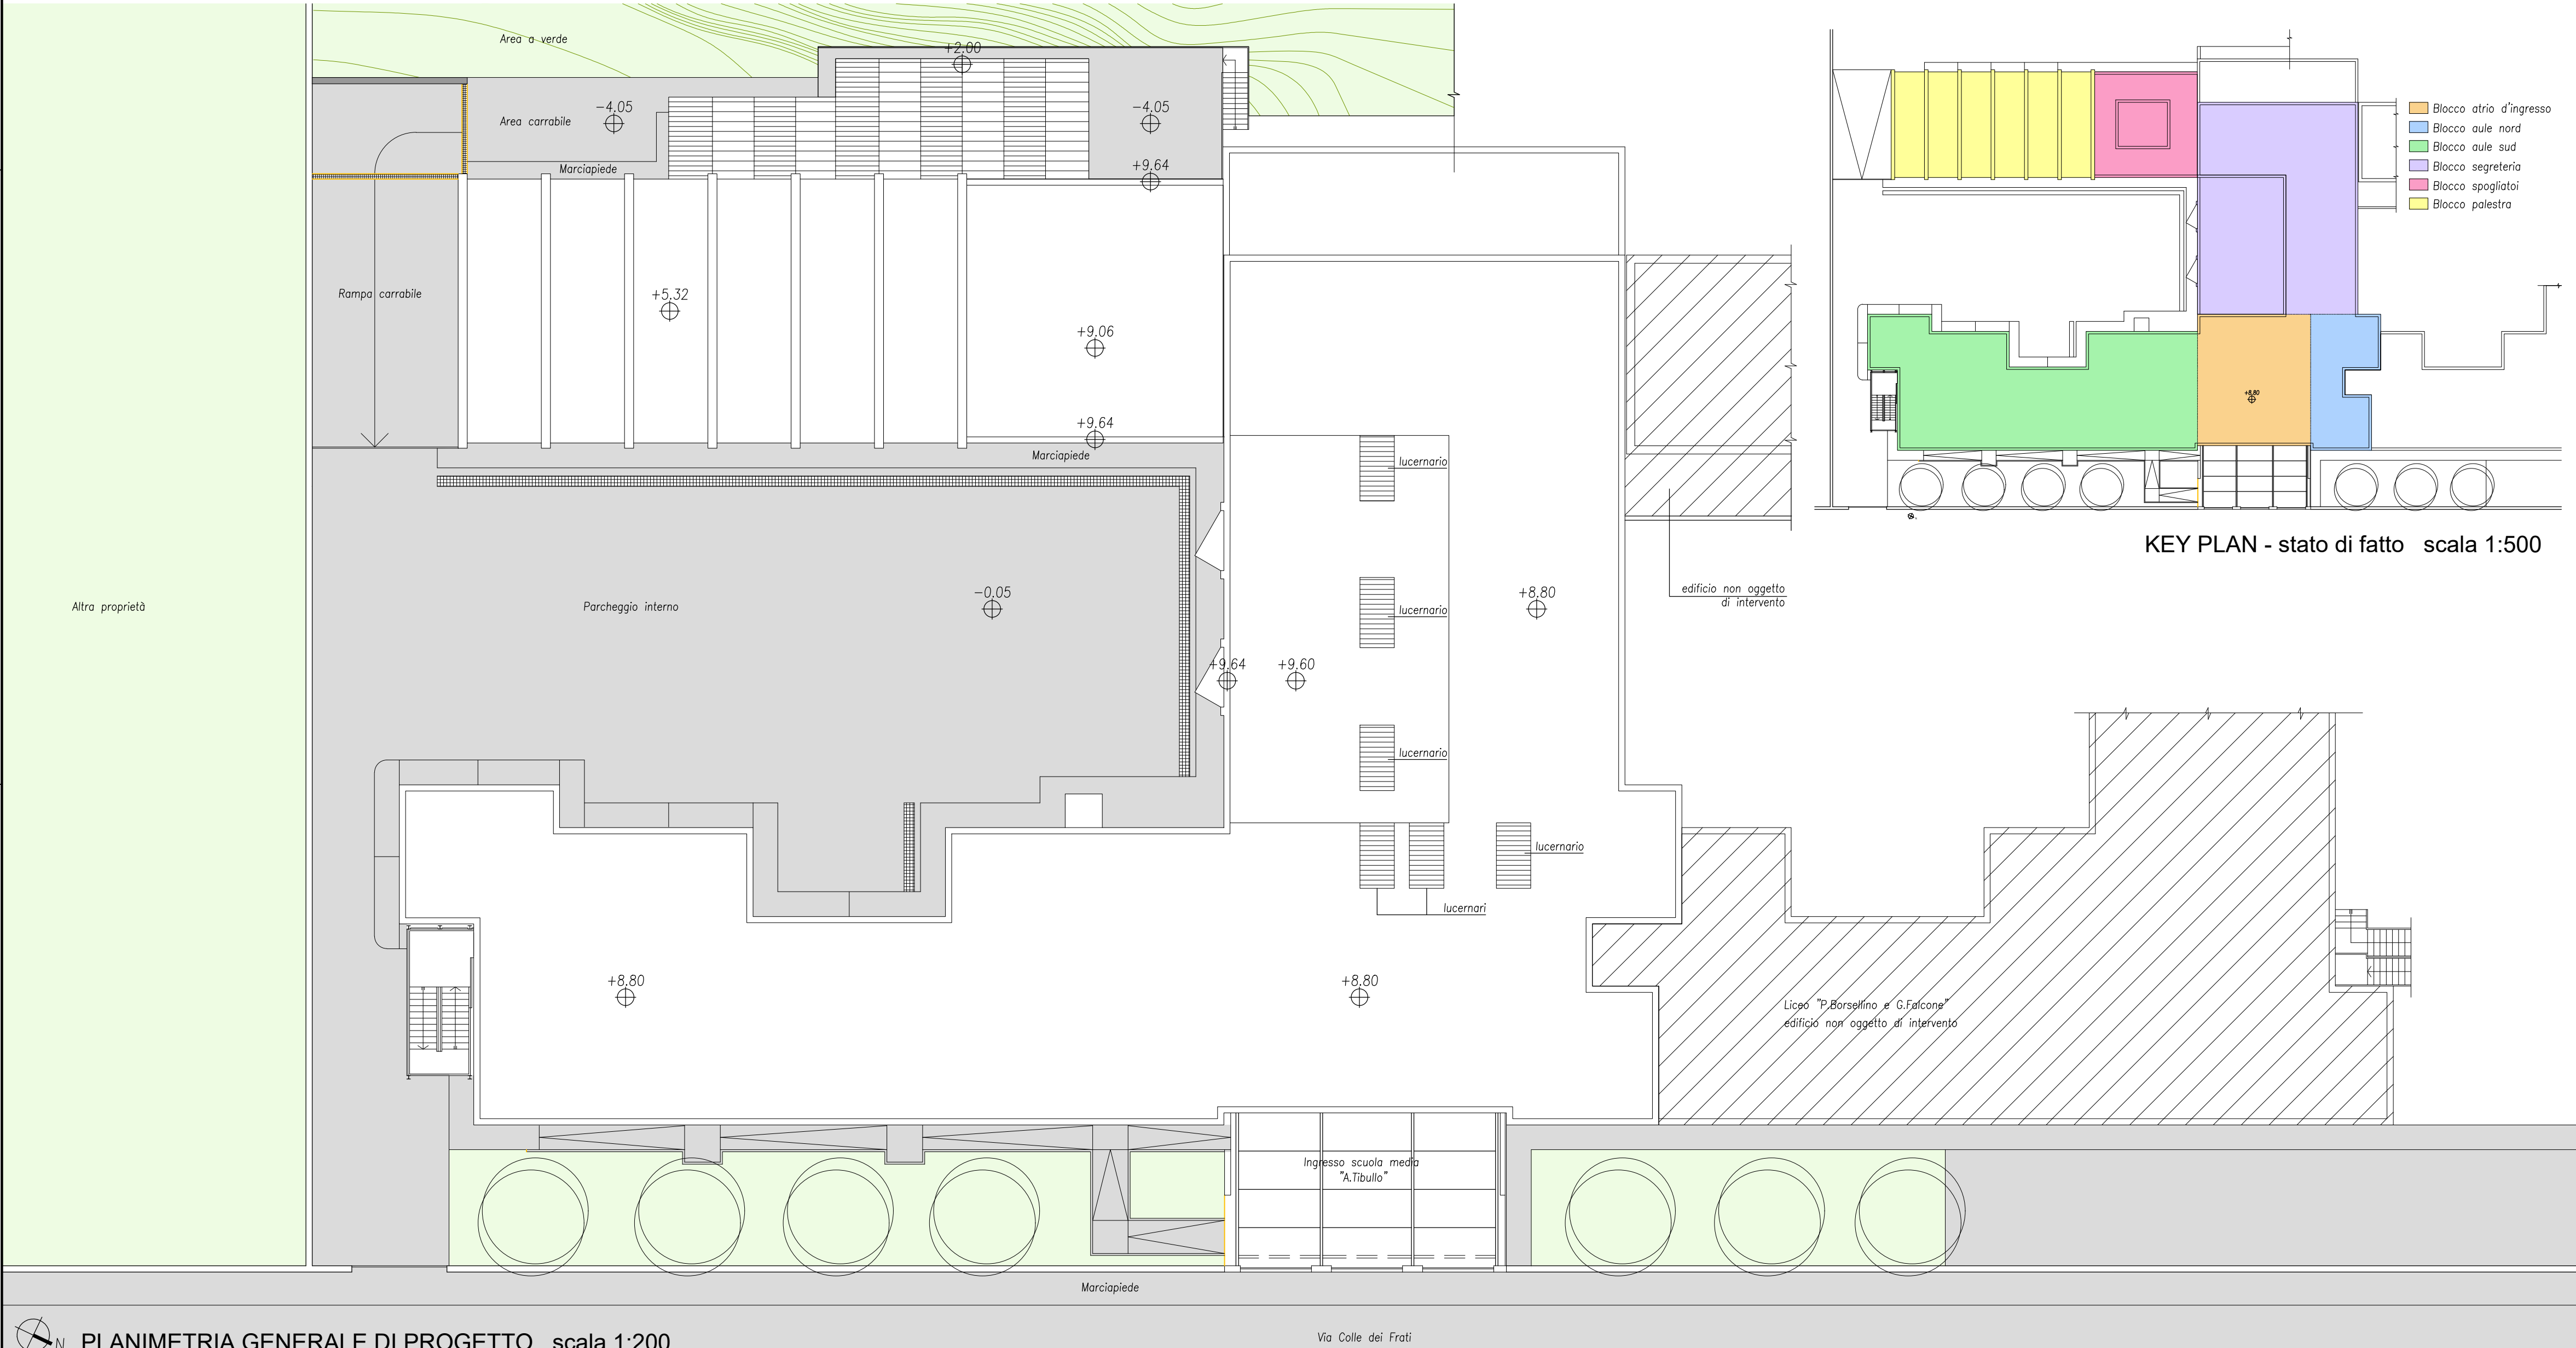 Area a verde
+2.00
-4.05
Area carrabile
-4.05
Marciapiede
+9.64
Rampa carrabile
+5.32
+9.06
+9.64
Marciapiede
lucernario
Altra proprietà
Parcheggio interno
-0.05
lucernario
+8.80
edificio non oggetto
di intervento
+9.64
+9.60
lucernario
lucernario
lucernari
+8.80
+8.80
Liceo "P.Borsellino e G.Falcone"
edificio non oggetto di intervento
Ingresso scuola media
"A.Tibullo"
Marciapiede
Via Colle dei Frati
N
PLANIMETRIA GENERALE DI PROGETTO scala 1:200
Blocco atrio d'ingresso
Blocco aule nord
Blocco aule sud
Blocco segreteria
Blocco spogliatoi
Blocco palestra
+8.80
KEY PLAN - stato di fatto scala 1:500